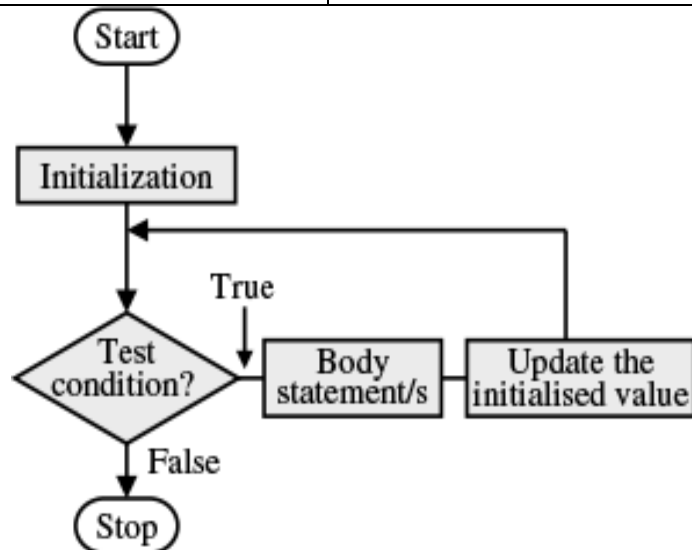 Start
Initialization
True
Test
condition?
Body
statement/s
Update the
initialised value
False
Stop